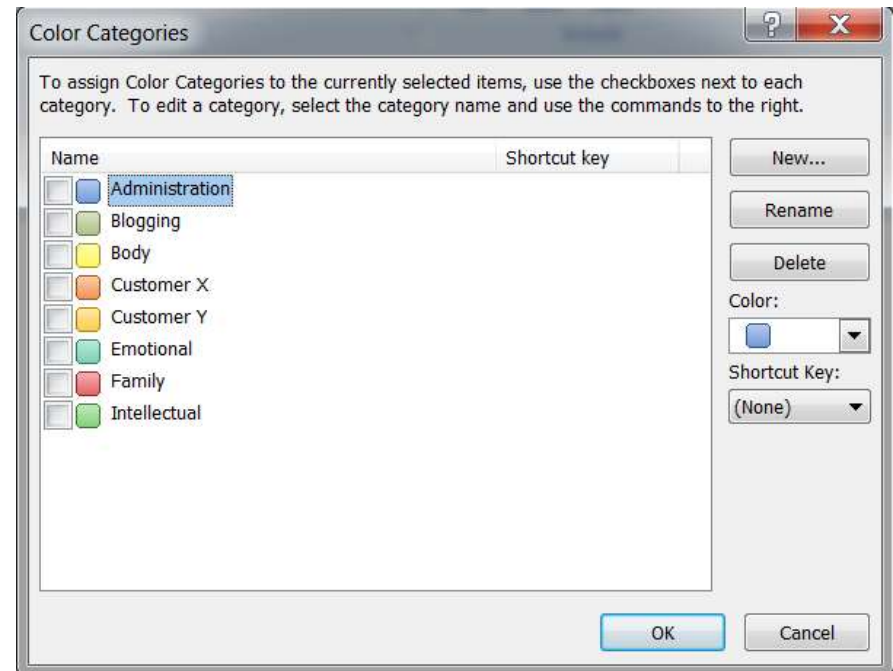 Color Categories
To assign Color Categories to the currently selected items, use the checkboxes next to each
category. To edit a category, select the category name and use the commands to the right.
Name Shortcut key
Administration
Blogging
Body
Customer X
Customer Y
Emotional
Family
Intellectual
New...
Rename
Delete
Color:
Shortcut Key:
(None)
OK Cancel